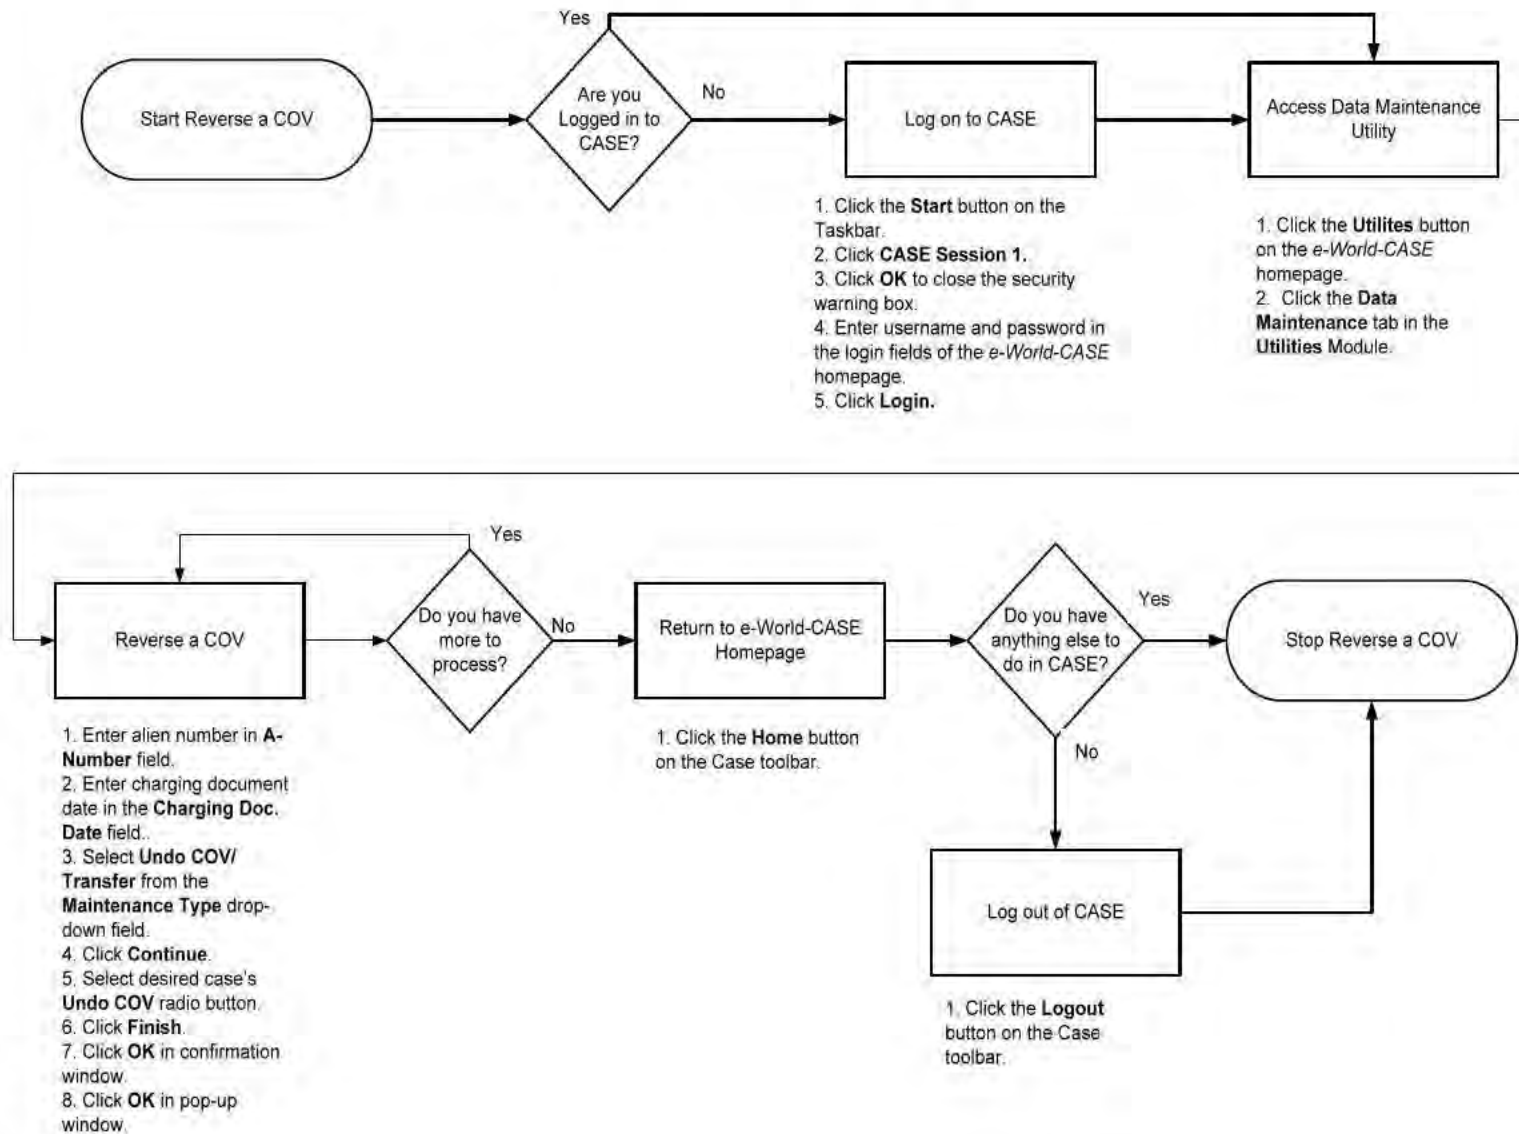 Yes
Start Reverse a COV
Are you
Logged in to
CASE?
No
Log on to CASE
Access Data Maintenance
Utility
1. Click the Start button on the
Taskbar.
2. Click CASE Session 1.
3. Click OK to close the security
warning box.
4. Enter username and password in
the login fields of the e-World-CASE
homepage.
5. Click Login.
1. Click the Utilites button
on the e-World-CASE
homepage.
2. Click the Data
Maintenance tab in the
Utilities Module.
Yes
Reverse a COV
Do you have
more to
process?
No
Return to e-World-CASE
Homepage
Do you have
anything else to
do in CASE?
Yes
Stop Reverse a COV
1. Enter alien number in A-
Number field.
2. Enter charging document
date in the Charging Doc.
Date field..
3. Select Undo COV/
Transfer from the
Maintenance Type drop-
down field.
4. Click Continue.
5. Select desired case's
Undo COV radio button.
6. Click Finish.
7. Click OK in confirmation
window.
8. Click OK in pop-up
window.
1. Click the Home button
on the Case toolbar.
No
Log out of CASE
1. Click the Logout
button on the Case
toolbar.